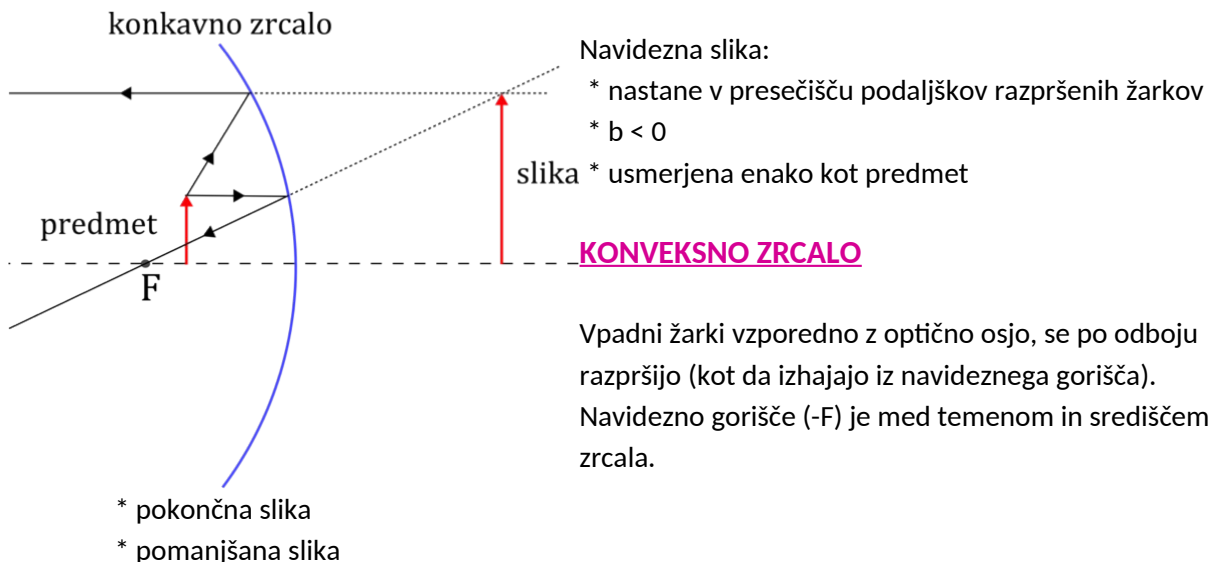 konkavno zrcalo
predmet
F
slika
Navidezna slika:
* nastane v presečišču podaljškov razpršenih žarkov
* b < 0
* usmerjena enako kot predmet
KONVEKSNO ZRCALO
Vpadni žarki vzporedno z optično osjo, se po odboju
razpršijo (kot da izhajajo iz navideznega gorišča).
Navidezno gorišče (-F) je med temenom in središčem
zrcala.
* pokončna slika
* pomanjšana slika